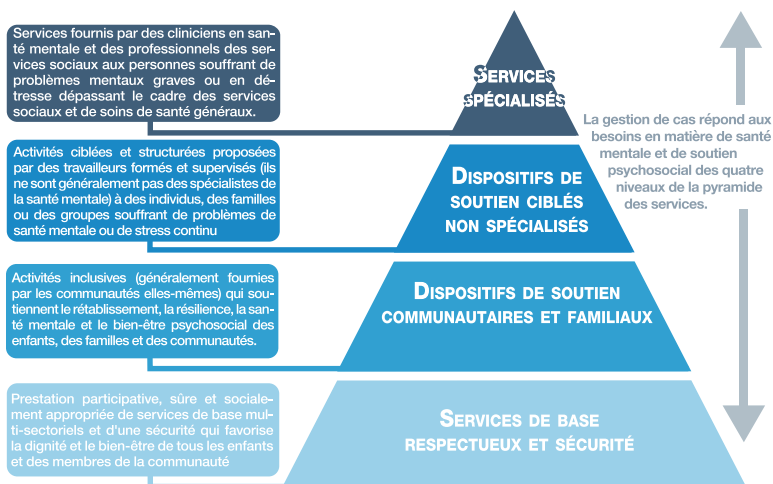 Services fournis par des cliniciens en san-
té mentale et des professionnels des ser-
vices sociaux aux personnes souffrant de
problèmes mentaux graves ou en dé-
tresse dépassant le cadre des services
sociaux et de soins de santé généraux.
Services
spécialisés
La gestion de cas répond aux
besoins en matière de santé
mentale et de soutien
psychosocial des quatre
niveaux de la pyramide
des services.
Activités ciblées et structurées proposées
par des travailleurs formés et supervisés (ils
ne sont généralement pas des spécialistes de
la santé mentale) à des individus, des familles
ou des groupes souffrant de problèmes de
santé mentale ou de stress continu
Dispositifs de
soutien ciblés
non spécialisés
Activités inclusives (généralement fournies
par les communautés elles-mêmes) qui sou-
tiennent le rétablissement, la résilience, la san-
té mentale et le bien-être psychosocial des
enfants, des familles et des communautés.
Dispositifs de soutien
communautaires et familiaux
Prestation participative, sûre et sociale-
ment appropriée de services de base mul-
ti-sectoriels et d'une sécurité qui favorise
la dignité et le bien-être de tous les enfants
et des membres de la communauté
Services de base
respectueux et sécurité